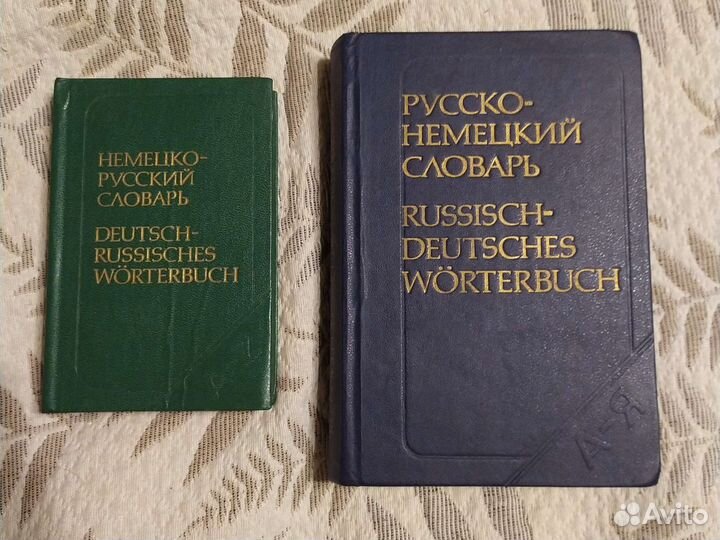 НЕМЕЦКО-
РУССКИЙ
СЛОВАРЬ
DEUTSCH-
RUSSISCHES
WÖRTERBUCH
РУССКО-
НЕМЕЦКИЙ
СЛОВАРЬ
RUSSISCH-
DEUTSCHES
WÖRTERBUCH
А-Я
Avito